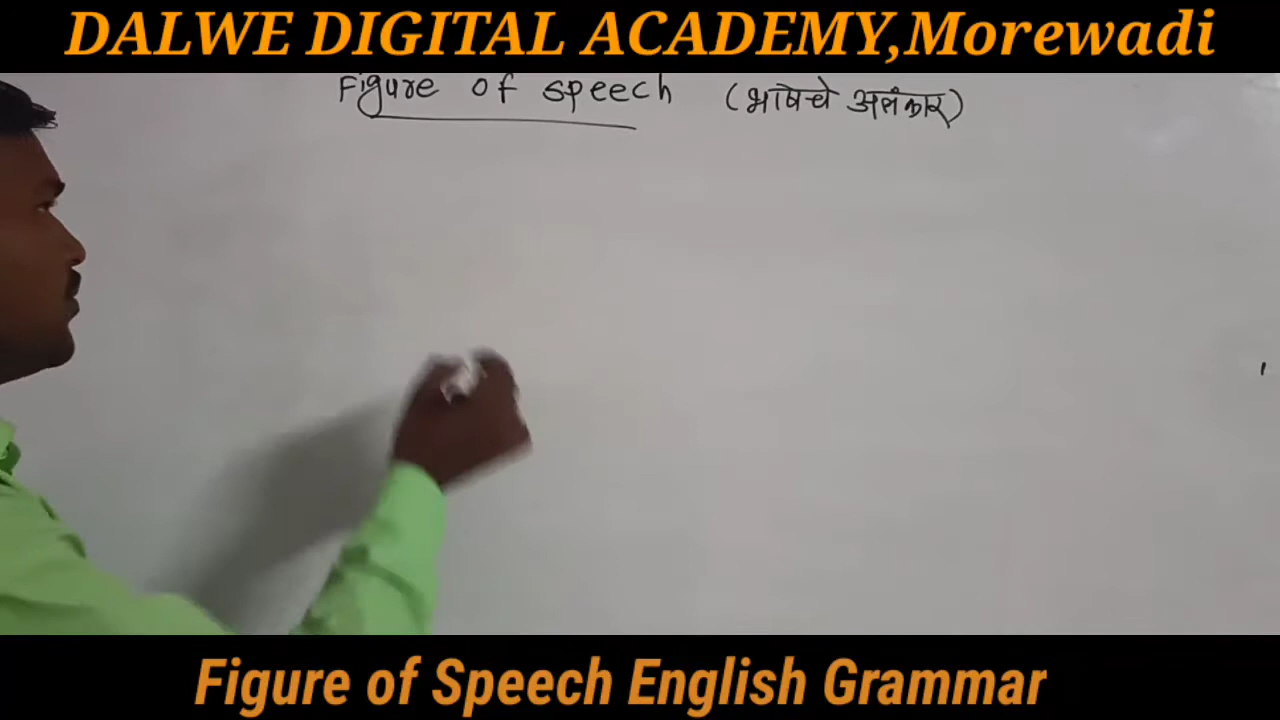 DALWE DIGITAL ACADEMY,Morewadi
Figure of speech (भाषेचे अलंकार)
Figure of Speech English Grammar